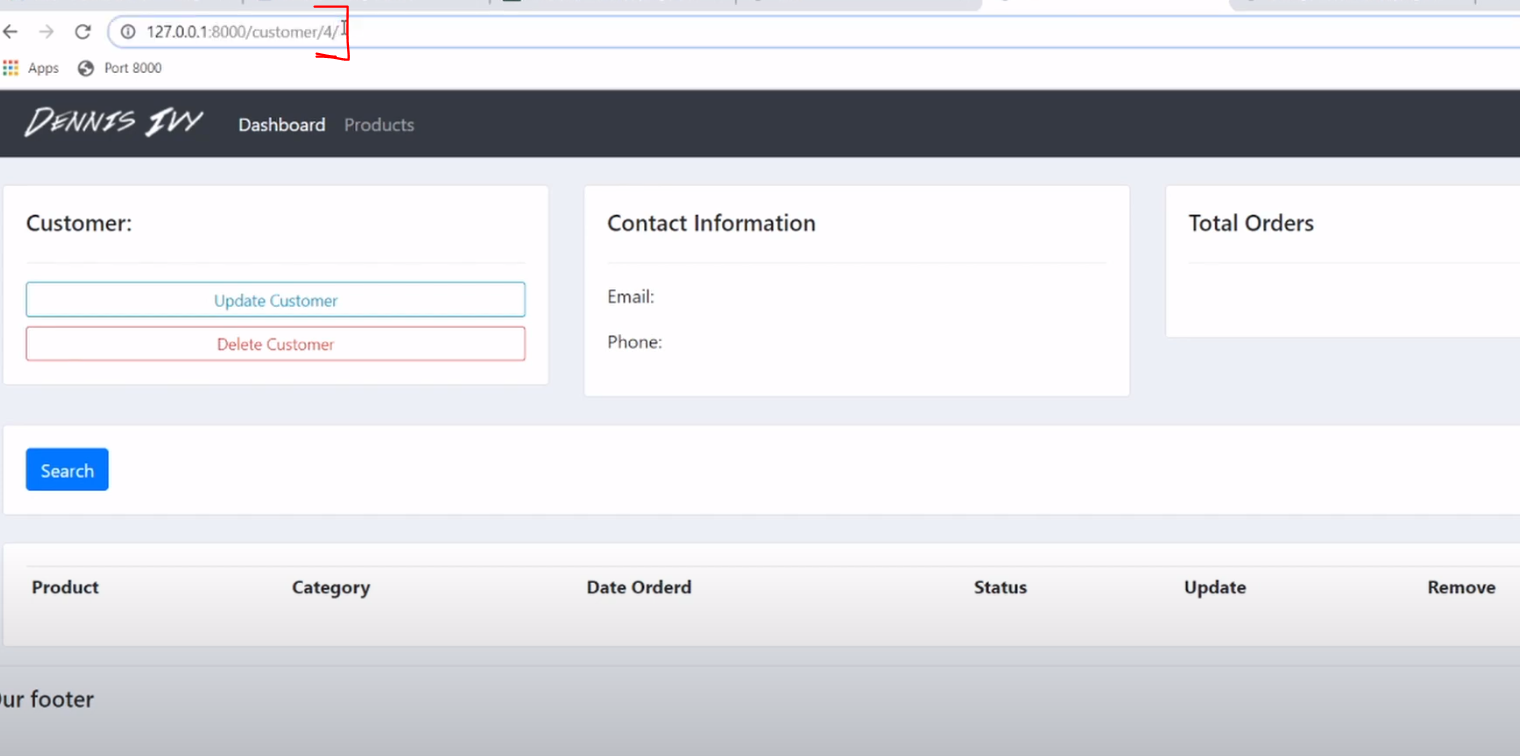 127.0.0.1:8000/customer/4/
Apps Port 8000
DENNIS IVY Dashboard Products
Customer: Contact Information Total Orders
Update Customer
Delete Customer
Email:
Phone:
Search
Product Category Date Orderd Status Update Remove
ur footer